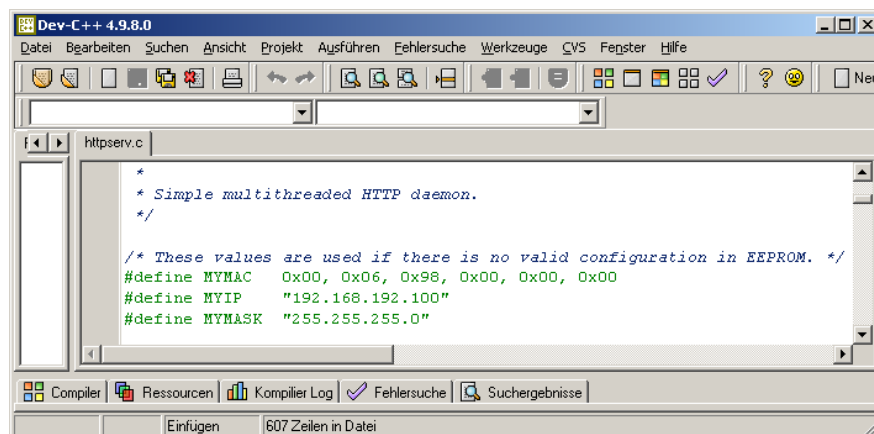 Dev-C++ 4.9.8.0
Datei Bearbeiten Suchen Ansicht Projekt Ausführen Fehlersuche Werkzeuge CVS Fenster Hilfe
Neu
httpserv.c
*
* Simple multithreaded HTTP daemon.
*/
/* These values are used if there is no valid configuration in EEPROM. */
#define MYMAC 0x00, 0x06, 0x98, 0x00, 0x00, 0x00
#define MYIP "192.168.192.100"
#define MYMASK "255.255.255.0"
Compiler Ressourcen Kompilier Log Fehlersuche Suchergebnisse
Einfügen 607 Zeilen in Datei